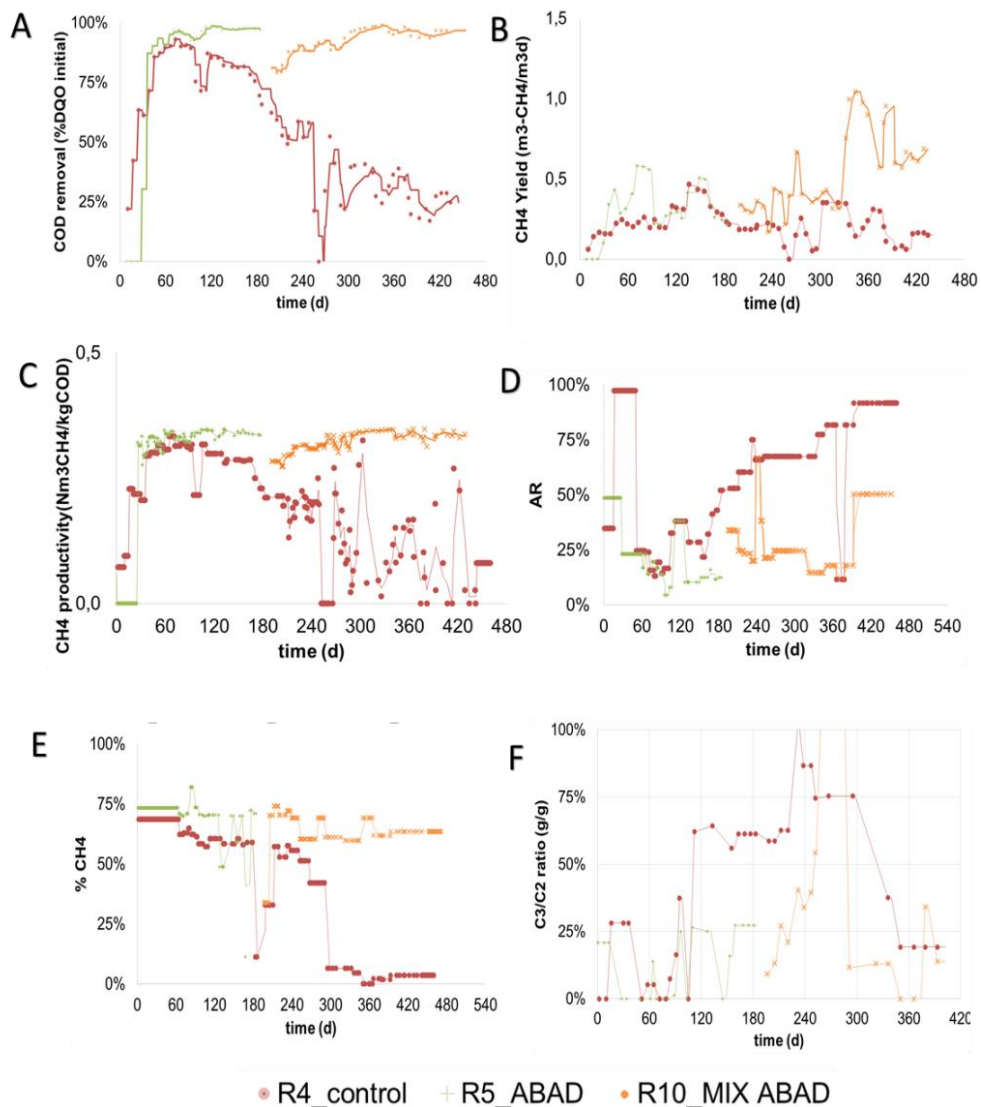 A
COD removal (%DQO initial)
100%
75%
50%
25%
0%
0 60 120 180 240 300 360 420 480
time (d)
B
CH4 Yield (m3-CH4/m3d)
1,5
1,0
0,5
0,0
0 60 120 180 240 300 360 420 480
time (d)
C
CH4 productivity(Nm3CH4/kgCOD)
0,5
0,0
0 60 120 180 240 300 360 420 480
time (d)
D
AR
100%
75%
50%
25%
0%
0 60 120 180 240 300 360 420 480 540
time (d)
E
% CH4
100%
75%
50%
25%
0%
0 60 120 180 240 300 360 420 480 540
time (d)
F
C3/C2 ratio (g/g)
100%
75%
50%
25%
0%
0 60 120 180 240 300 360 420
time (d)
R4_control R5_ABAD R10_MIX ABAD